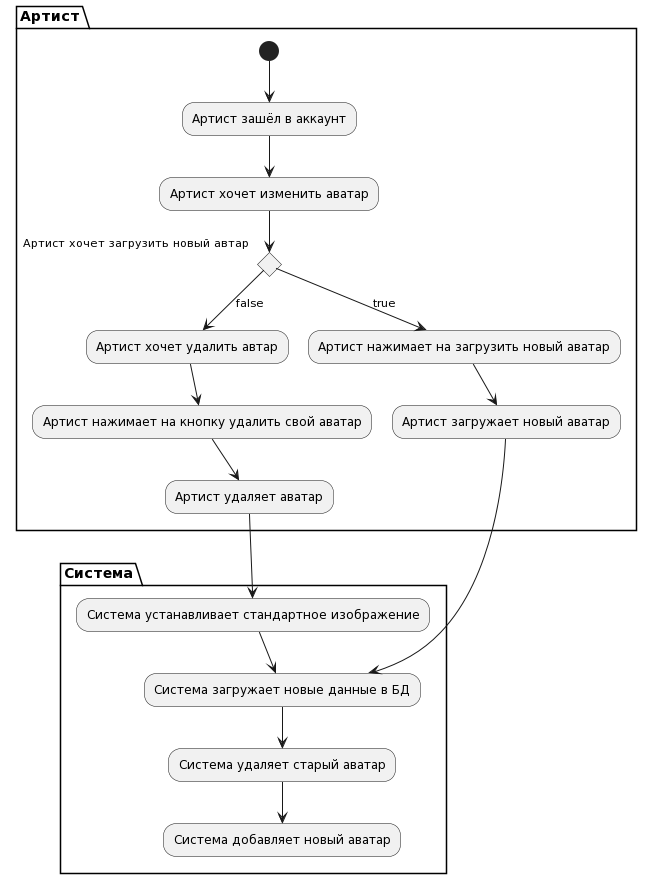 Артист
Артист зашёл в аккаунт
Артист хочет изменить аватар
Артист хочет загрузить новый автар
false
true
Артист хочет удалить автар
Артист нажимает на загрузить новый аватар
Артист нажимает на кнопку удалить свой аватар
Артист загружает новый аватар
Артист удаляет аватар
Система
Система устанавливает стандартное изображение
Система загружает новые данные в БД
Система удаляет старый аватар
Система добавляет новый аватар